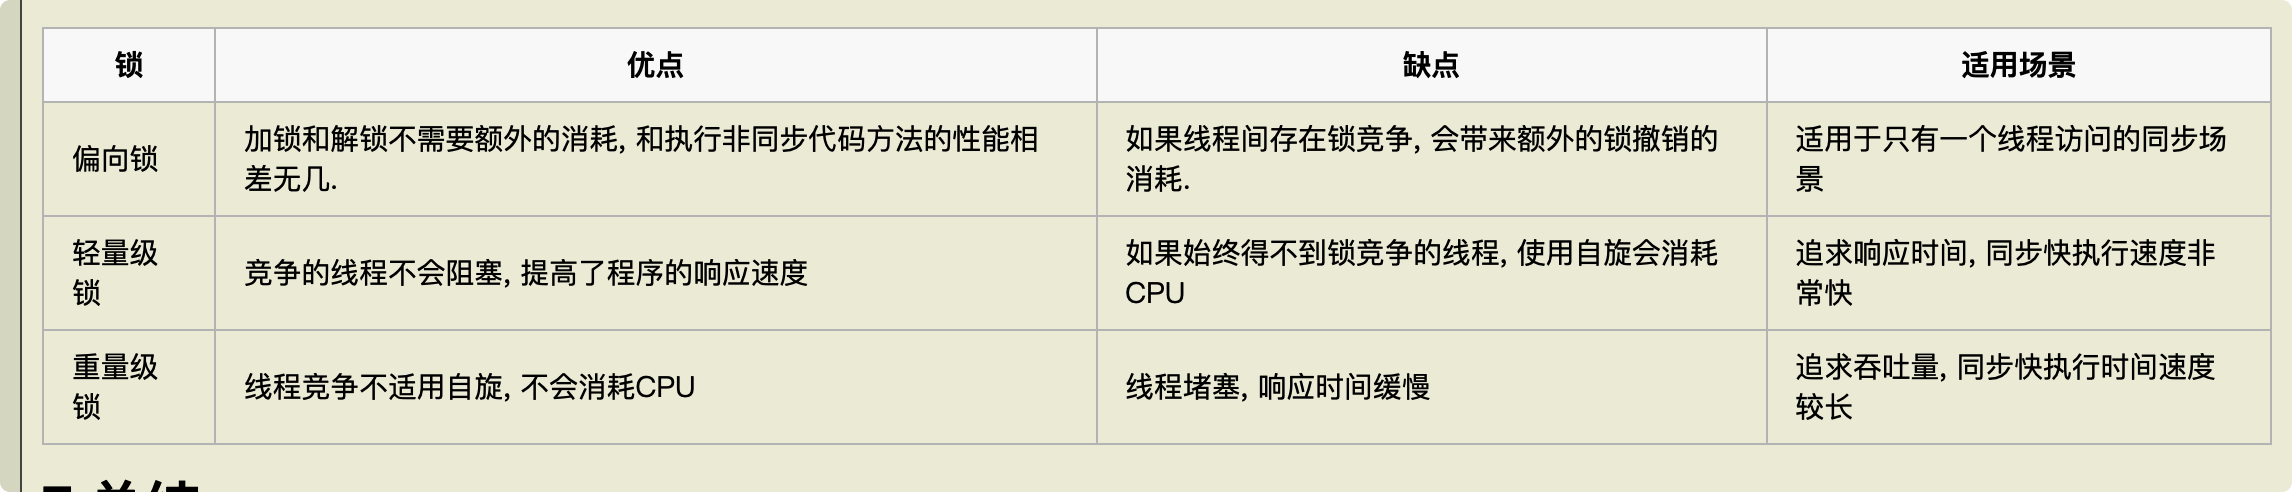 锁 优点 缺点 适用场景
偏向锁
加锁和解锁不需要额外的消耗, 和执行非同步代码方法的性能相
差无几.
如果线程间存在锁竞争, 会带来额外的锁撤销的
消耗.
适用于只有一个线程访问的同步场
景
轻量级
锁
竞争的线程不会阻塞, 提高了程序的响应速度
如果始终得不到锁竞争的线程, 使用自旋会消耗
CPU
追求响应时间, 同步快执行速度非
常快
重量级
锁
线程竞争不适用自旋, 不会消耗CPU
线程堵塞, 响应时间缓慢
追求吞吐量, 同步快执行时间速度
较长